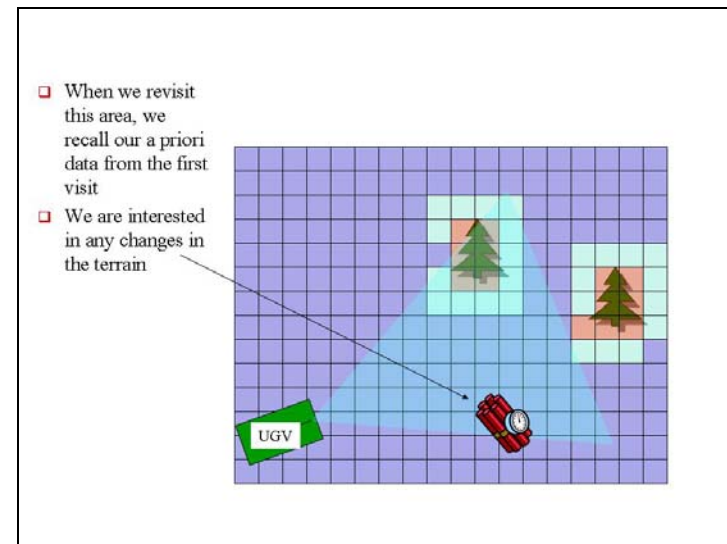 When we revisit
this area, we
recall our a priori
data from the first
visit
We are interested
in any changes in
the terrain
UGV